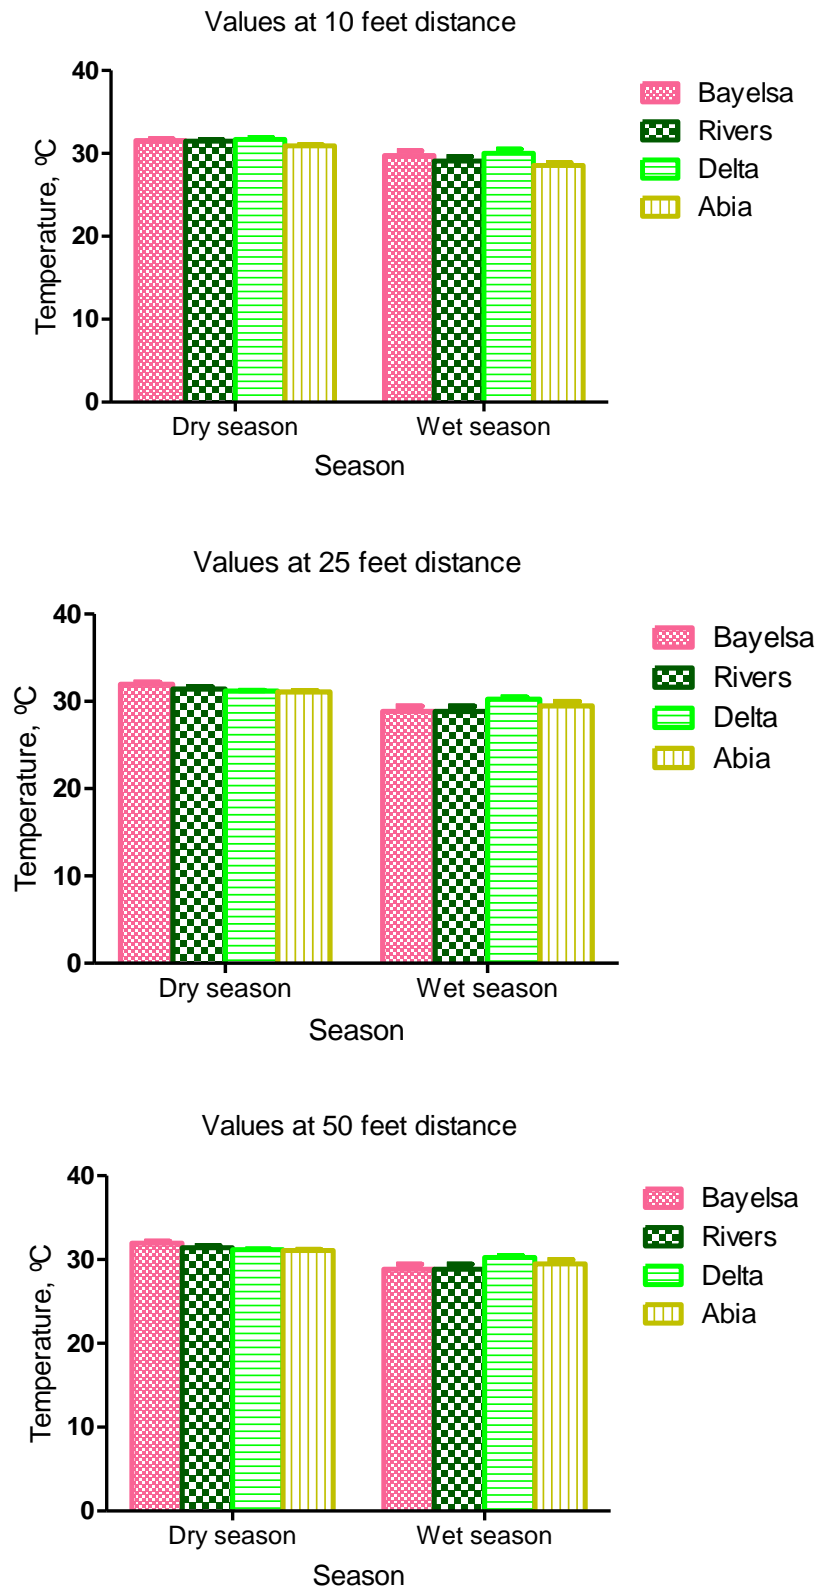 Values at 10 feet distance
40
30
20
10
0
Temperature, ºC
Dry season
Wet season
Season
Bayelsa
Rivers
Delta
Abia
Values at 25 feet distance
40
30
20
10
0
Temperature, ºC
Dry season
Wet season
Season
Bayelsa
Rivers
Delta
Abia
Values at 50 feet distance
40
30
20
10
0
Temperature, ºC
Dry season
Wet season
Season
Bayelsa
Rivers
Delta
Abia